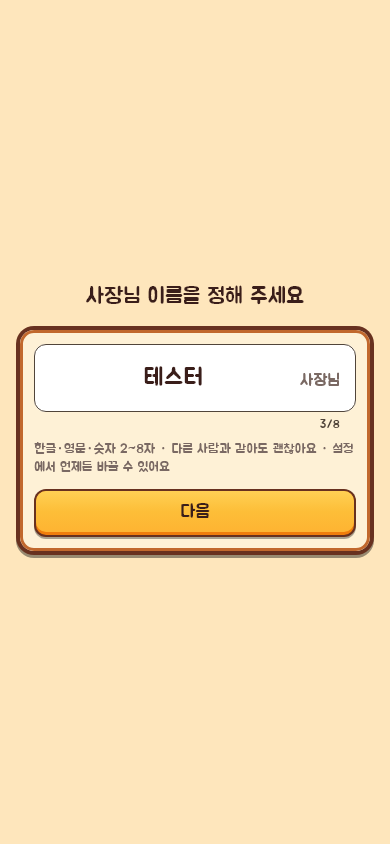 사장님 이름을 정해 주세요
테스터
사장님
3/8
한글·영문·숫자 2~8자 · 다른 사람과 같아도 괜찮아요 · 설정
에서 언제든 바꿀 수 있어요
다음